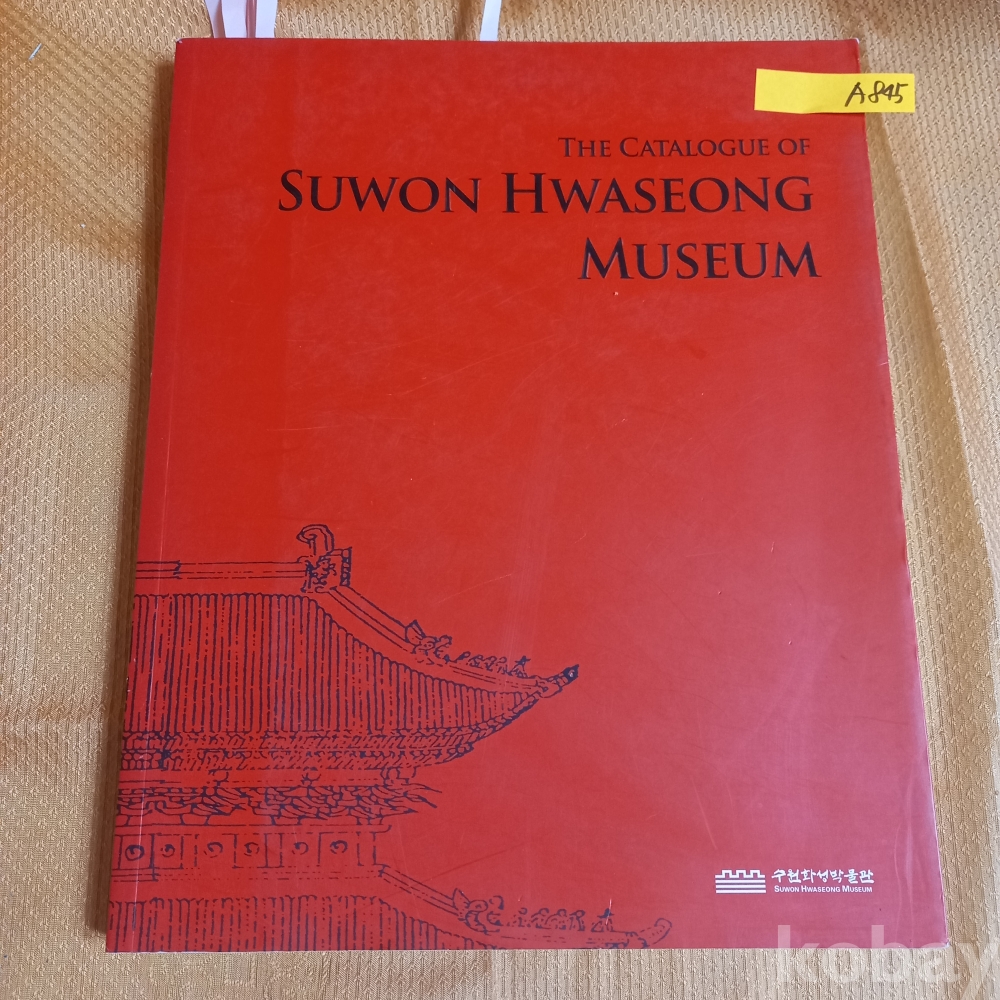 A845
THE CATALOGUE OF
SUWON HWASEONG
MUSEUM
수원화성박물관
SUWON HWASEONG MUSEUM
kobay